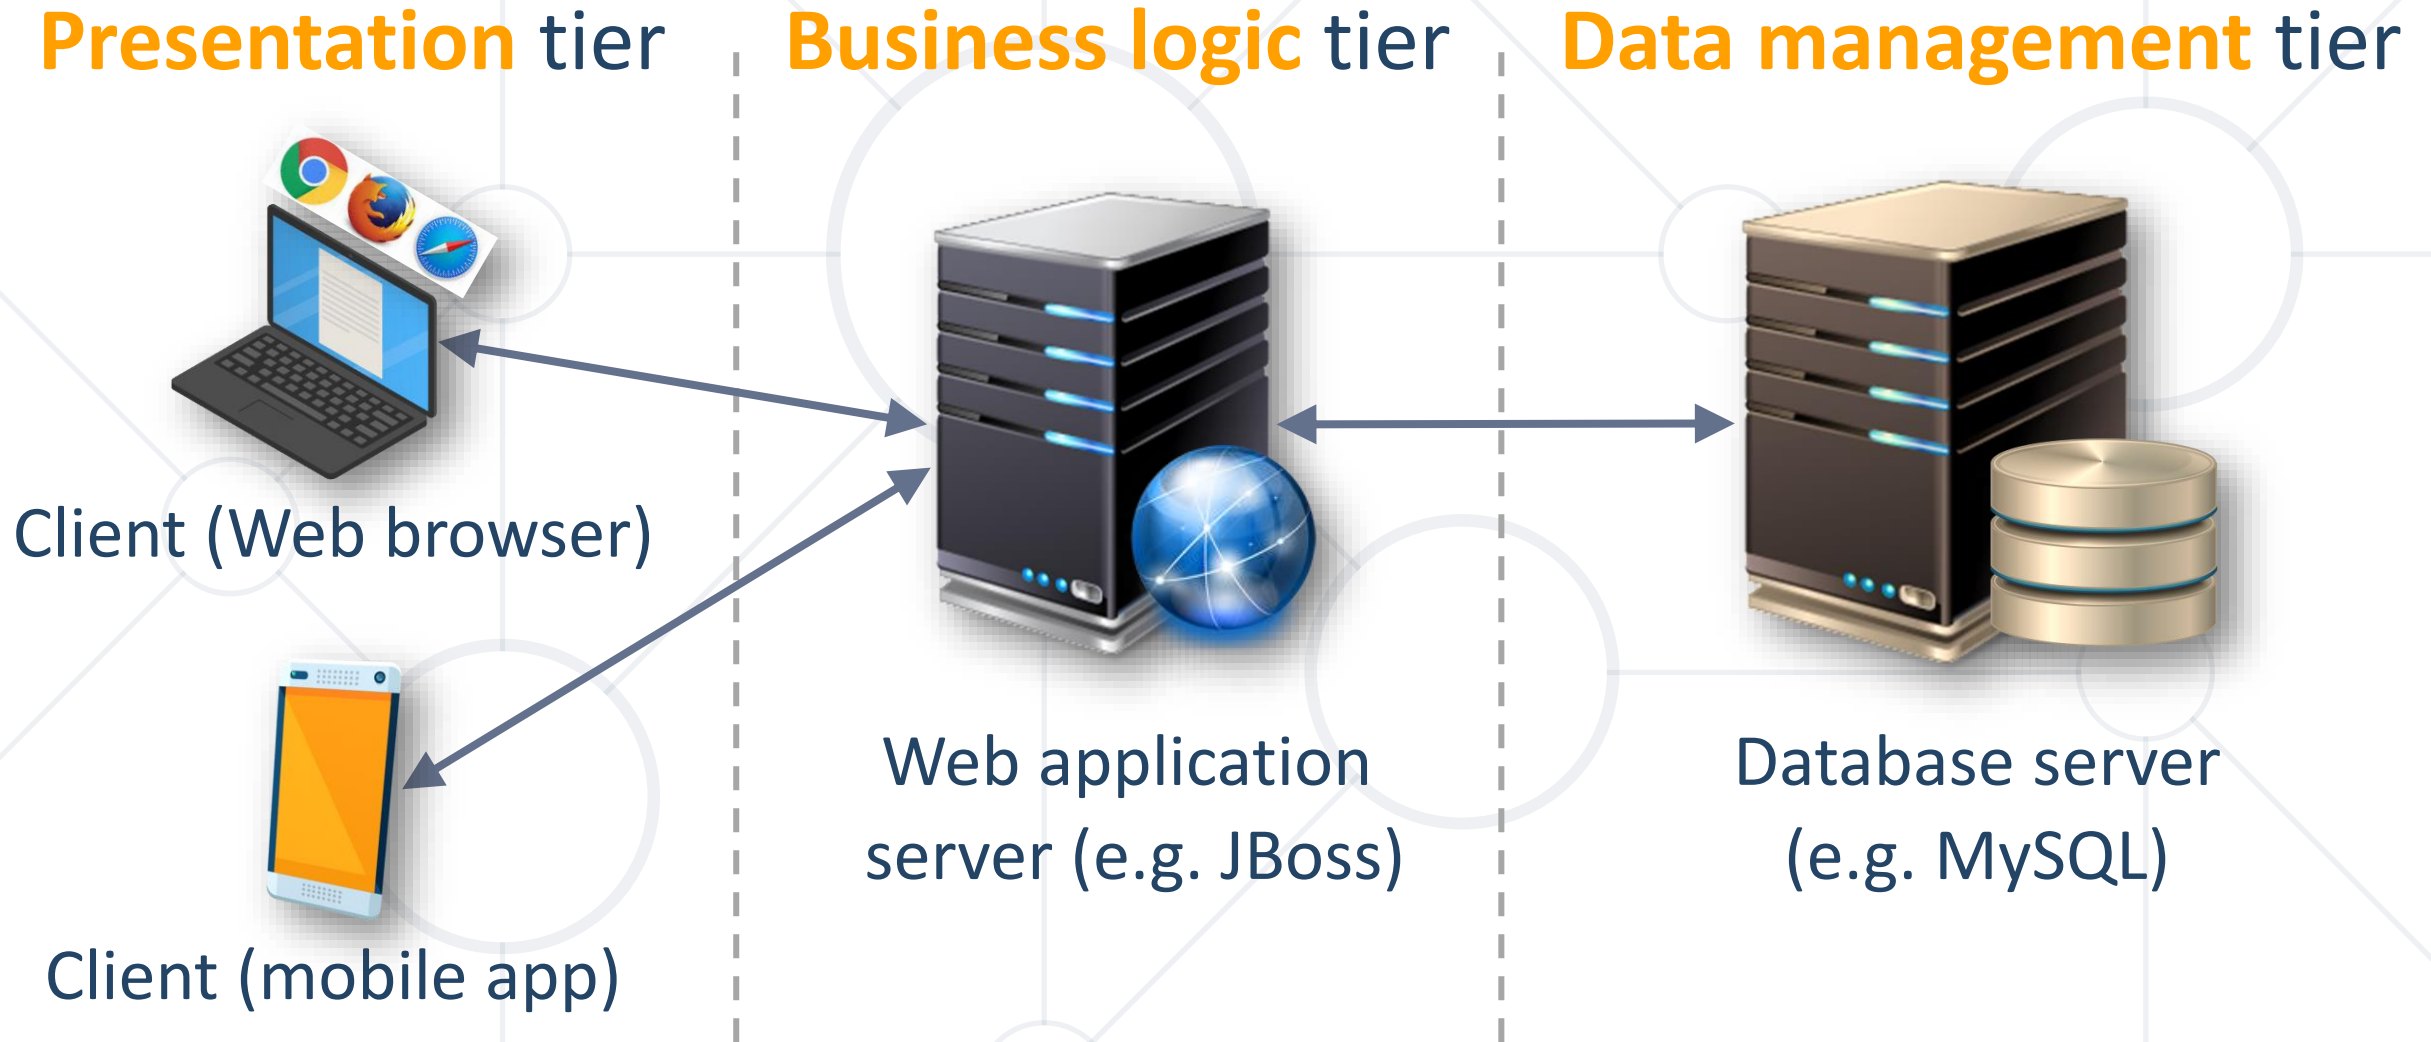 Presentation tier
Business logic tier
Data management tier
Client (Web browser)
Client (mobile app)
Web application
server (e.g. JBoss)
Database server
(e.g. MySQL)